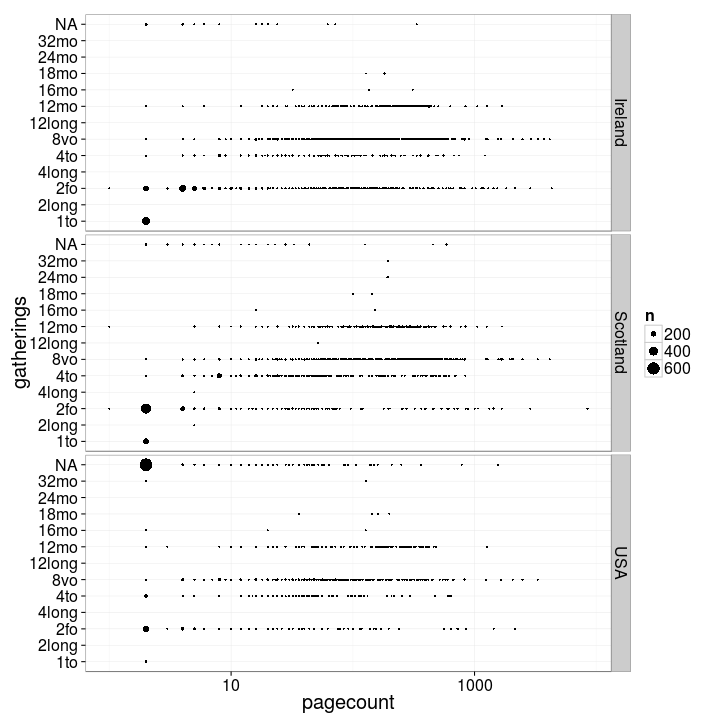 NA
32mo
24mo
18mo
16mo
12mo
12long
8vo
4to
4long
2fo
2long
1to
Ireland
NA
32mo
24mo
18mo
16mo
12mo
12long
8vo
4to
4long
2fo
2long
1to
Scotland
NA
32mo
24mo
18mo
16mo
12mo
12long
8vo
4to
4long
2fo
2long
1to
USA
gatherings
10 1000
pagecount
n
200
400
600